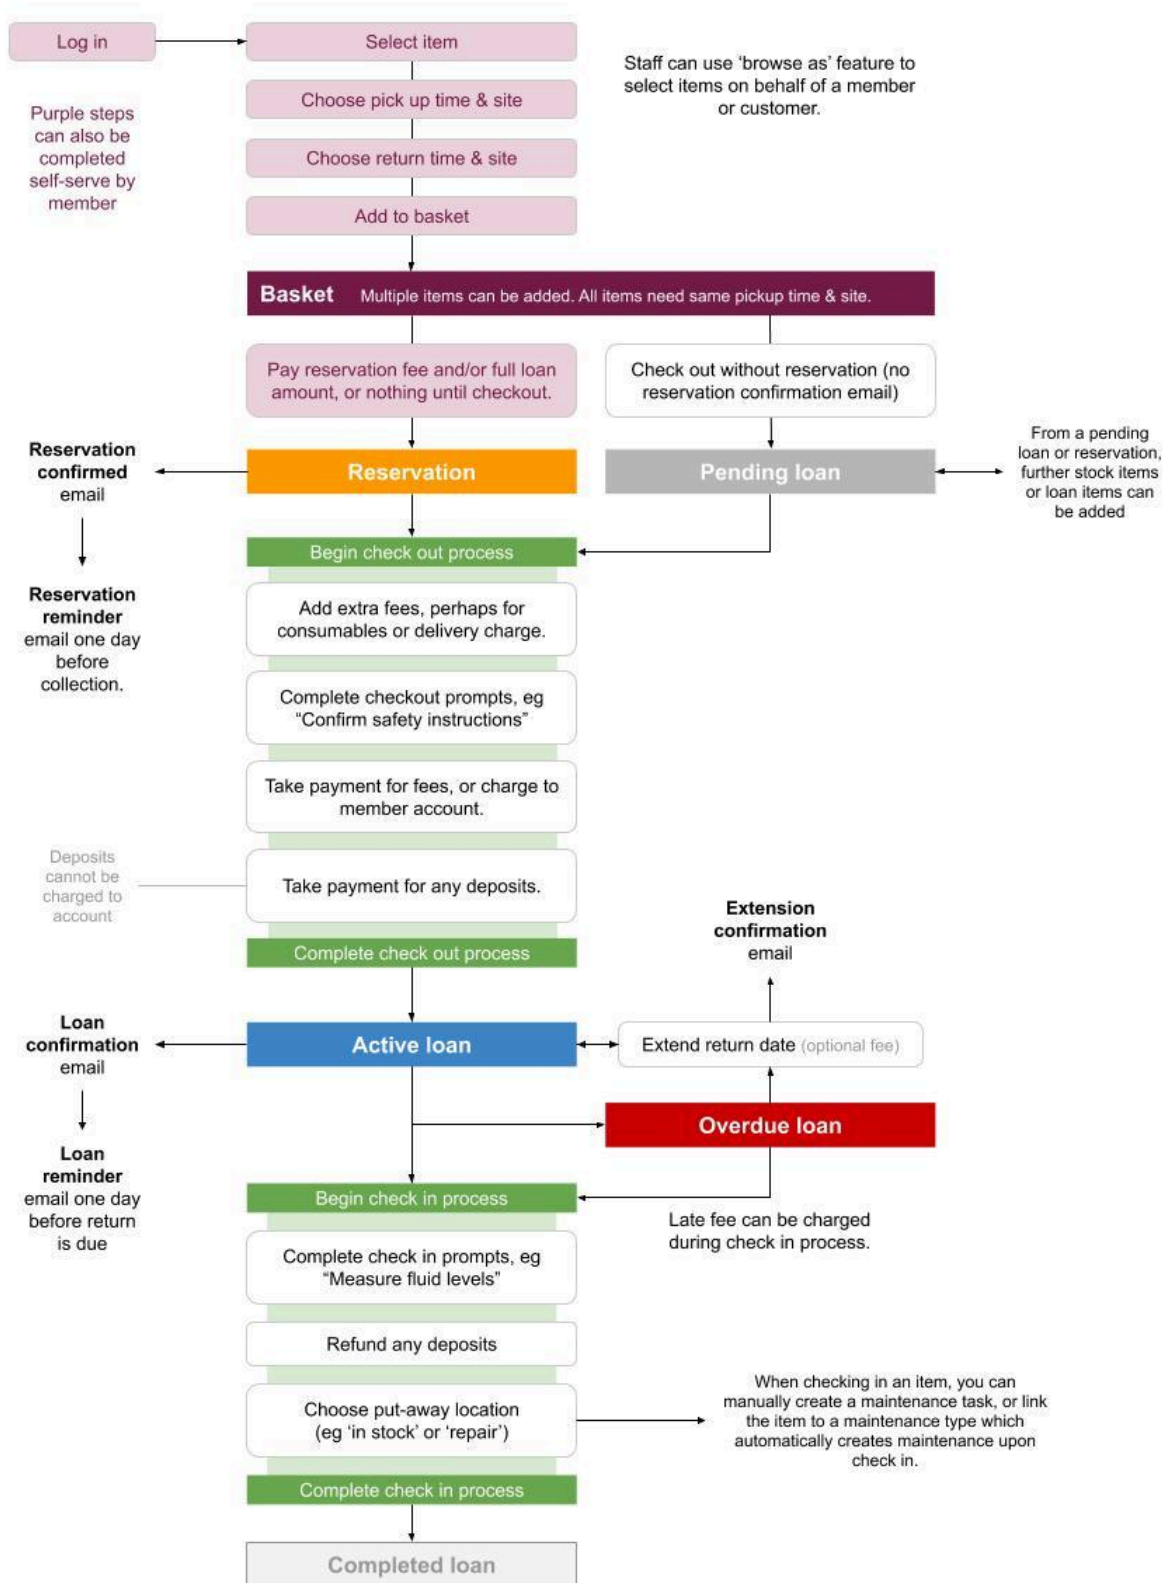 Log in
Select item
Staff can use ‘browse as’ feature to
select items on behalf of a member
or customer.
Choose pick up time & site
Purple steps
can also be
completed
self-serve by
member
Choose return time & site
Add to basket
Basket Multiple items can be added. All items need same pickup time & site.
Pay reservation fee and/or full loan
amount, or nothing until checkout.
Check out without reservation (no
reservation confirmation email)
Reservation
confirmed
email
Reservation
Pending loan
From a pending
loan or reservation,
further stock items
or loan items can
be added
Begin check out process
Reservation
reminder
email one day
before
collection.
Add extra fees, perhaps for
consumables or delivery charge.
Complete checkout prompts, eg
“Confirm safety instructions”
Take payment for fees, or charge to
member account.
Deposits
cannot be
charged to
account
Take payment for any deposits.
Complete check out process
Extension
confirmation
email
Loan
confirmation
email
Active loan
Extend return date (optional fee)
Overdue loan
Loan
reminder
email one day
before return
is due
Begin check in process
Late fee can be charged
during check in process.
Complete check in prompts, eg
“Measure fluid levels”
Refund any deposits
Choose put-away location
(eg ‘in stock’ or ‘repair’)
When checking in an item, you can
manually create a maintenance task, or link
the item to a maintenance type which
automatically creates maintenance upon
check in.
Complete check in process
Completed loan